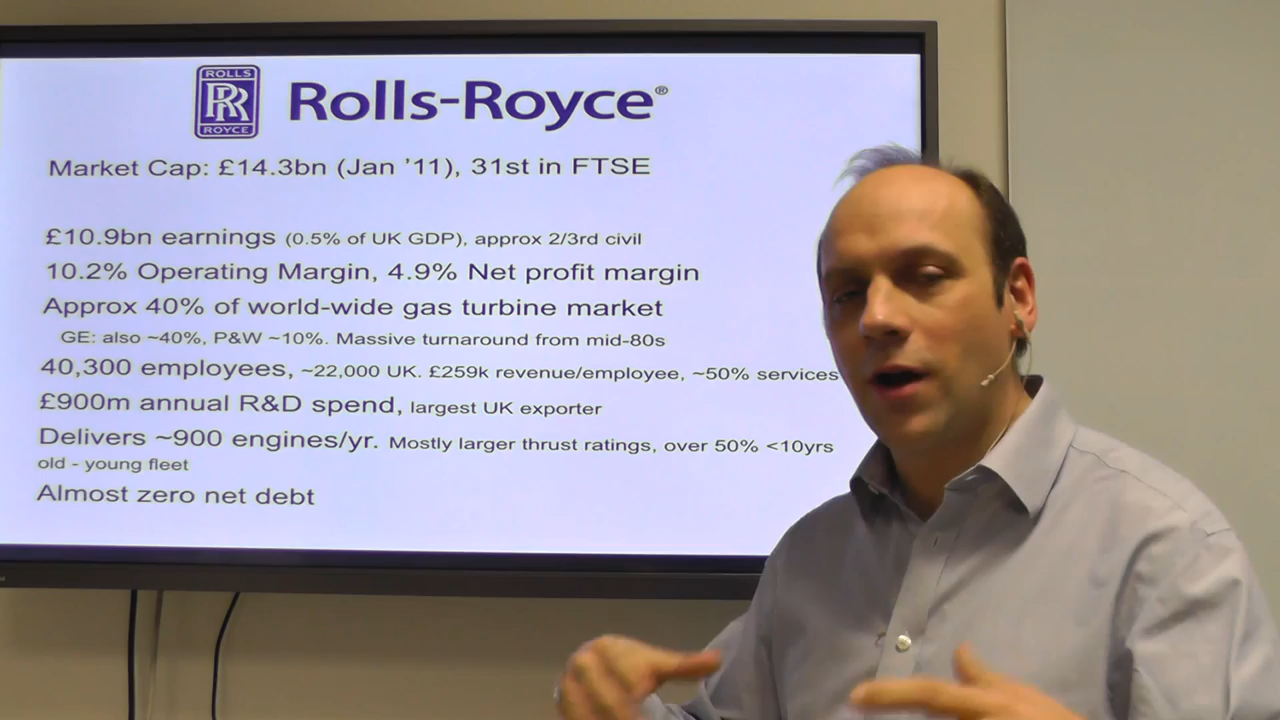 ROLLS
RR
ROYCE
Rolls-Royce®
Market Cap: £14.3bn (Jan '11), 31st in FTSE
£10.9bn earnings (0.5% of UK GDP), approx 2/3rd civil
10.2% Operating Margin, 4.9% Net profit margin
Approx 40% of world-wide gas turbine market
GE: also ~40%, P&W ~10%. Massive turnaround from mid-80s
40,300 employees, ~22,000 UK. £259k revenue/employee, ~50% services
£900m annual R&D spend, largest UK exporter
Delivers ~900 engines/yr. Mostly larger thrust ratings, over 50% <10yrs
old - young fleet
Almost zero net debt